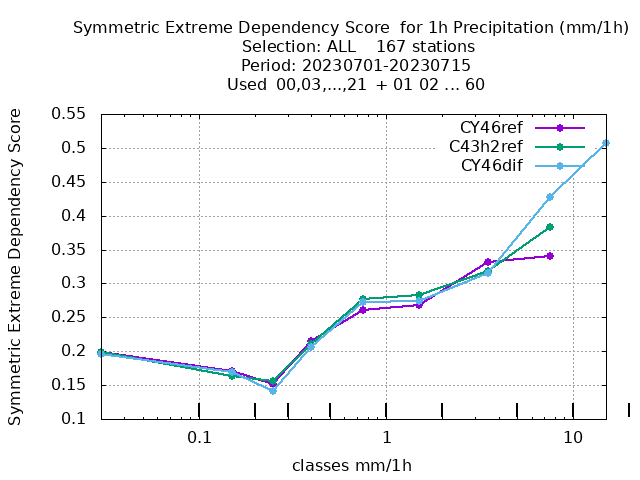 Symmetric Extreme Dependency Score  for 1h Precipitation (mm/1h)
Selection: ALL    167 stations
Period: 20230701-20230715
Used  00,03,...,21  + 01 02 ... 60
Symmetric Extreme Dependency Score
0.55
0.5
0.45
0.4
0.35
0.3
0.25
0.2
0.15
0.1
CY46ref
C43h2ref
CY46dif
0.1 1 10
classes mm/1h